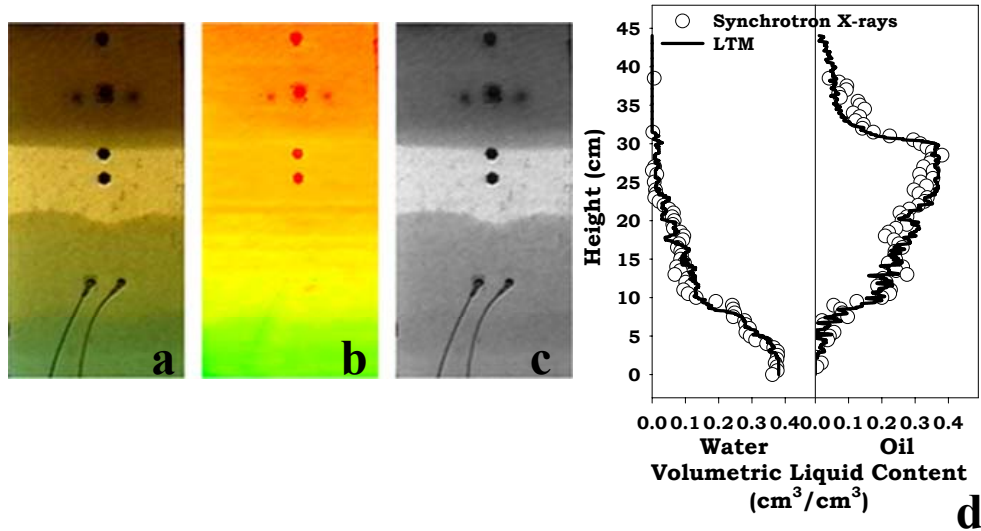 a
b
c
Synchrotron X-rays
LTM
Height (cm)
45
40
35
30
25
20
15
10
5
0
0.0 0.1 0.2 0.3 0.4 0.0 0.1 0.2 0.3 0.4
Water
Oil
Volumetric Liquid Content
(cm³/cm³)
d